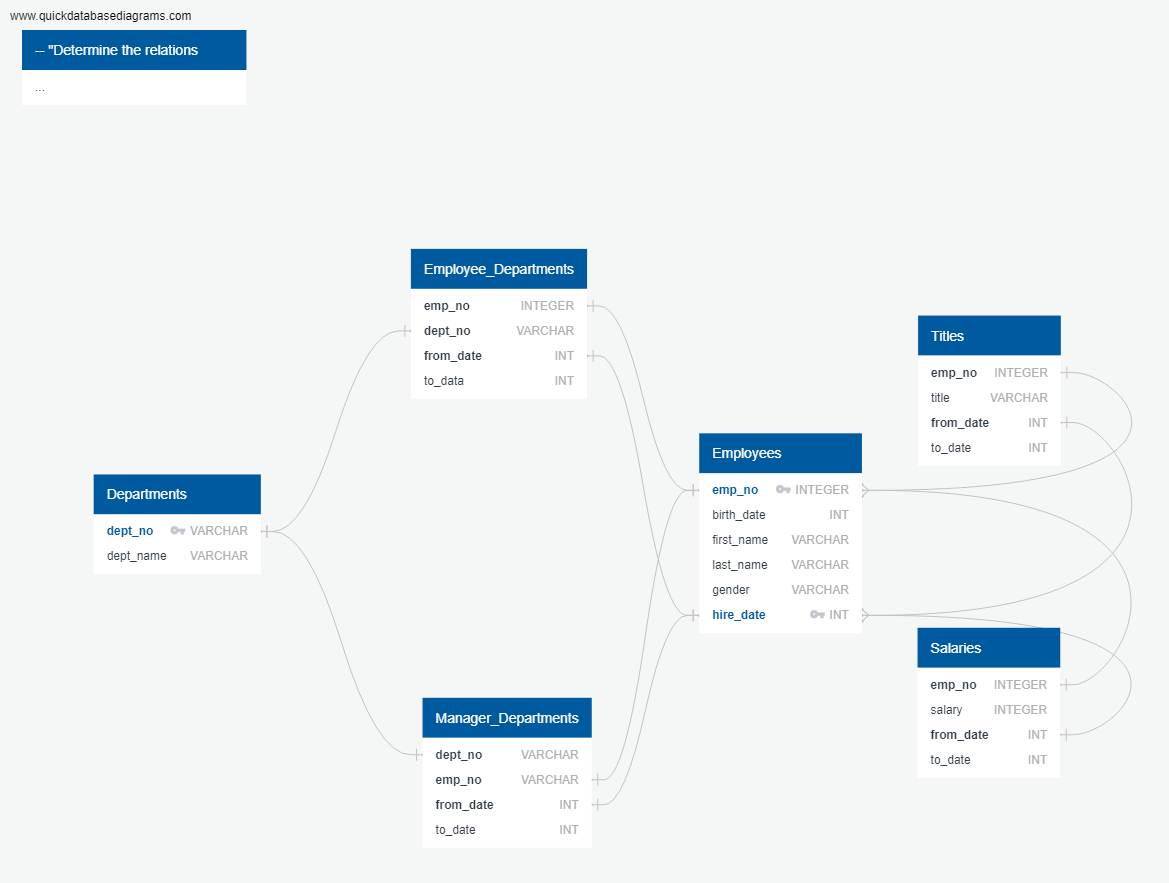 www.quickdatabasediagrams.com
-- "Determine the relations
...
Employee_Departments
emp_no INTEGER
dept_no VARCHAR
from_date INT
to_data INT
Titles
emp_no INTEGER
title VARCHAR
from_date INT
to_date INT
Employees
emp_no INTEGER
birth_date INT
first_name VARCHAR
last_name VARCHAR
gender VARCHAR
hire_date INT
Departments
dept_no VARCHAR
dept_name VARCHAR
Salaries
emp_no INTEGER
salary INTEGER
from_date INT
to_date INT
Manager_Departments
dept_no VARCHAR
emp_no VARCHAR
from_date INT
to_date INT